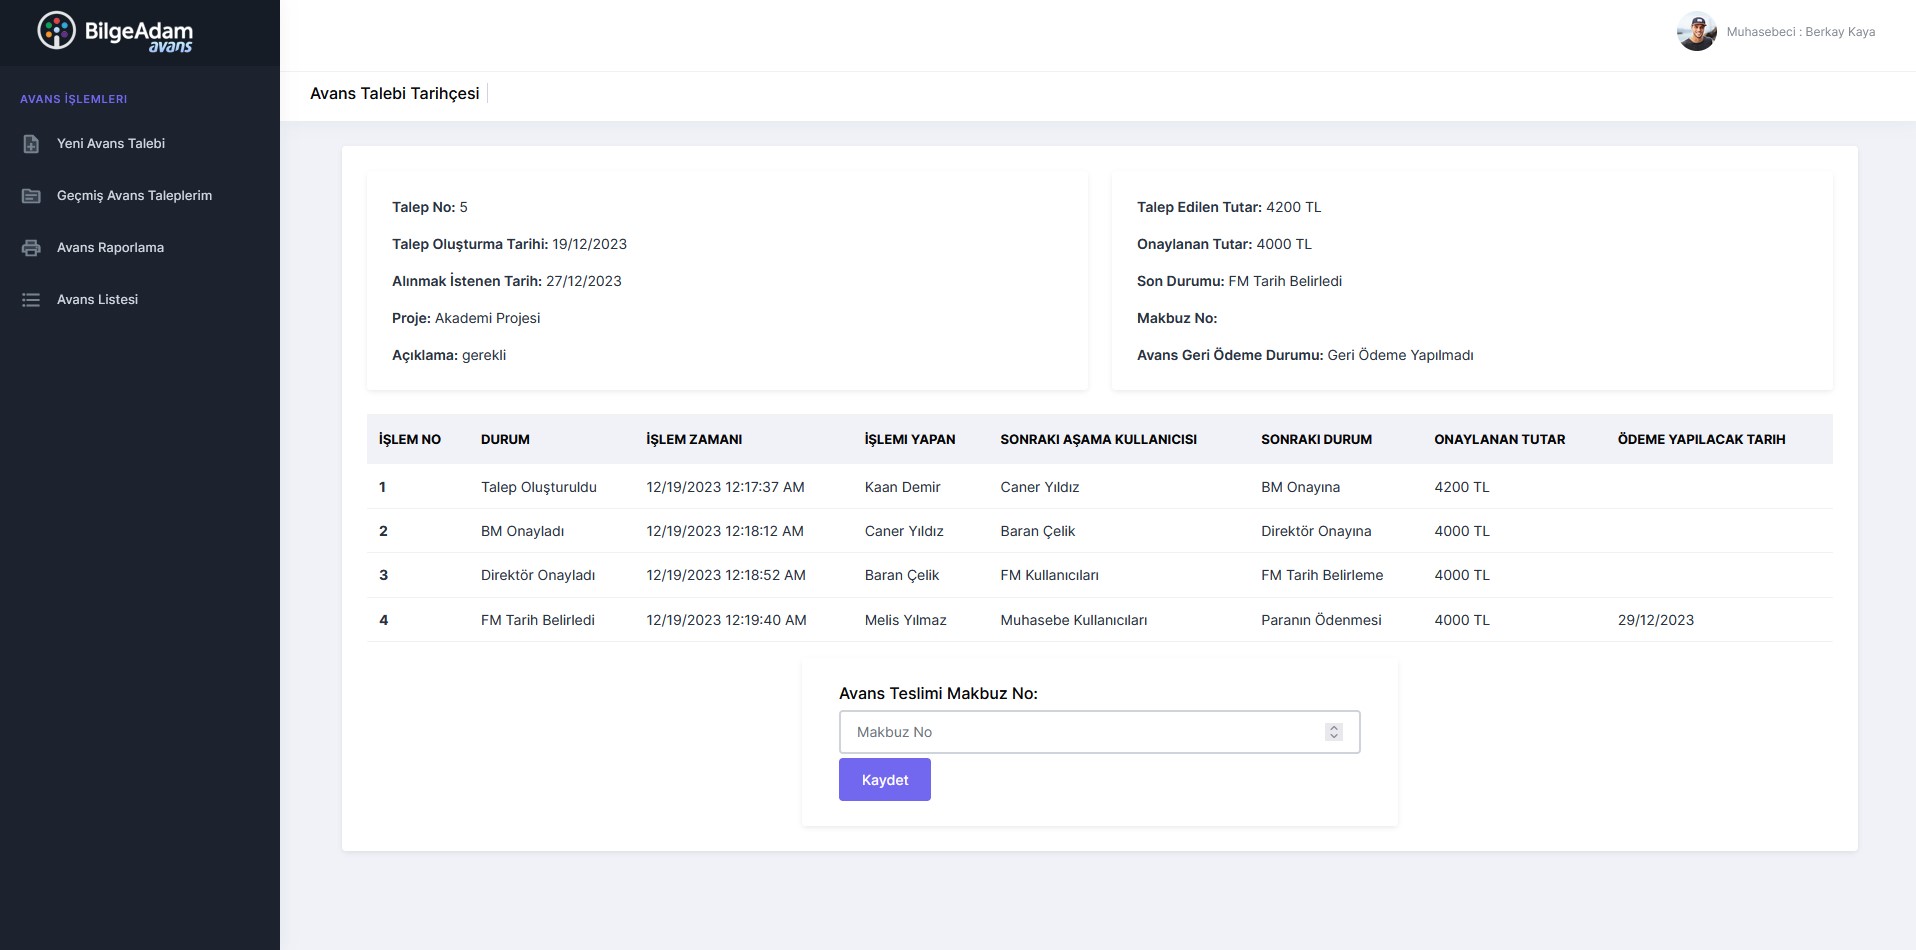 BilgeAdam
avans
Muhasebeci : Berkay Kaya
AVANS İŞLEMLERI
Yeni Avans Talebi
Geçmiş Avans Taleplerim
Avans Raporlama
Avans Listesi
Avans Talebi Tarihçesi
Talep No: 5
Talep Oluşturma Tarihi: 19/12/2023
Alınmak İstenen Tarih: 27/12/2023
Proje: Akademi Projesi
Açıklama: gerekli
Talep Edilen Tutar: 4200 TL
Onaylanan Tutar: 4000 TL
Son Durumu: FM Tarih Belirledi
Makbuz No:
Avans Geri Ödeme Durumu: Geri Ödeme Yapılmadı
İŞLEM NO DURUM İŞLEM ZAMANI İŞLEMI YAPAN SONRAKI AŞAMA KULLANICISI SONRAKI DURUM ONAYLANAN TUTAR ÖDEME YAPILACAK TARIH
1 Talep Oluşturuldu 12/19/2023 12:17:37 AM Kaan Demir Caner Yıldız BM Onayına 4200 TL
2 BM Onayladı 12/19/2023 12:18:12 AM Caner Yıldız Baran Çelik Direktör Onayına 4000 TL
3 Direktör Onayladı 12/19/2023 12:18:52 AM Baran Çelik FM Kullanıcıları FM Tarih Belirleme 4000 TL
4 FM Tarih Belirledi 12/19/2023 12:19:40 AM Melis Yılmaz Muhasebe Kullanıcıları Paranın Ödenmesi 4000 TL 29/12/2023
Avans Teslimi Makbuz No:
Makbuz No
Kaydet